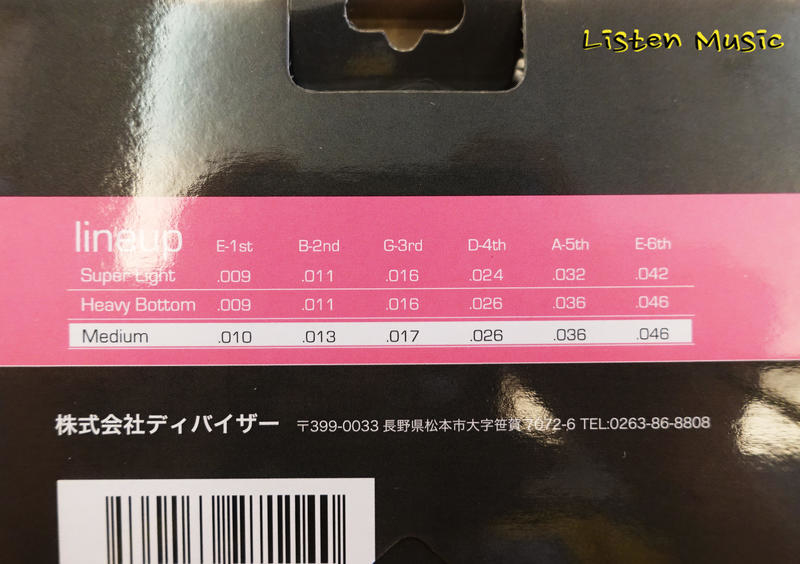 Listen Music
lineup E-1st B-2nd G-3rd D-4th A-5th E-6th
Super Light .009 .011 .016 .024 .032 .042
Heavy Bottom .009 .011 .016 .026 .036 .046
Medium .010 .013 .017 .026 .036 .046
株式会社ディバイザー 〒399-0033 長野県松本市大字笹賀7072-6 TEL:0263-86-8808